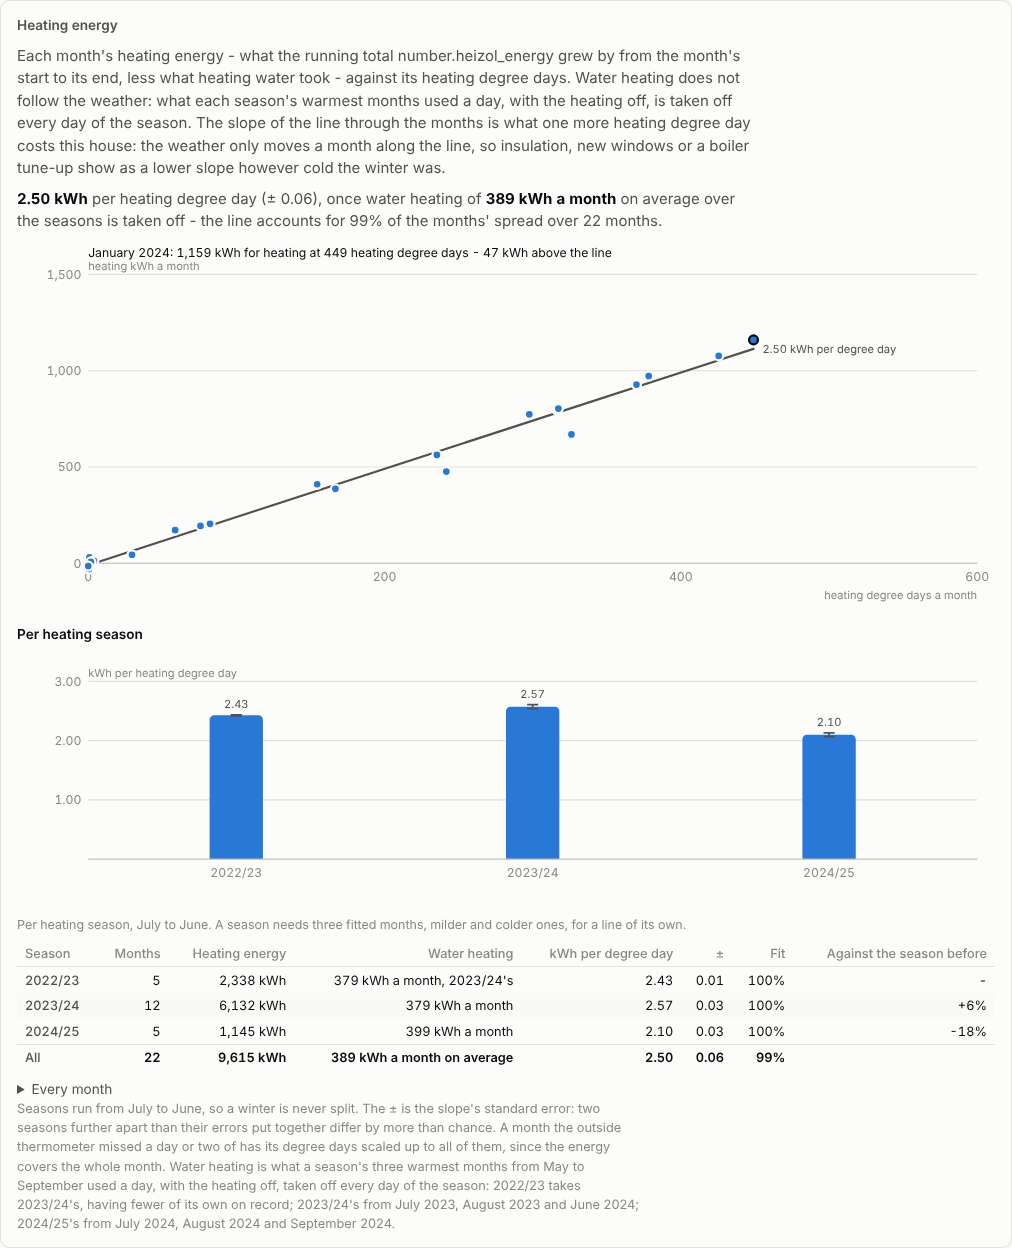 Heating energy
Each month's heating energy - what the running total number.heizol_energy grew by from the month's
start to its end, less what heating water took - against its heating degree days. Water heating does not
follow the weather: what each season's warmest months used a day, with the heating off, is taken off
every day of the season. The slope of the line through the months is what one more heating degree day
costs this house: the weather only moves a month along the line, so insulation, new windows or a boiler
tune-up show as a lower slope however cold the winter was.
2.50 kWh per heating degree day (± 0.06), once water heating of 389 kWh a month on average over
the seasons is taken off - the line accounts for 99% of the months' spread over 22 months.
January 2024: 1,159 kWh for heating at 449 heating degree days - 47 kWh above the line
heating kWh a month
1,500
2.50 kWh per degree day
1,000
500
0
0 200 400 600
heating degree days a month
Per heating season
kWh per heating degree day
3.00
2.43 2.57 2.10
2.00
1.00
2022/23 2023/24 2024/25
Per heating season, July to June. A season needs three fitted months, milder and colder ones, for a line of its own.
Season Months Heating energy Water heating kWh per degree day ± Fit Against the season before
2022/23 5 2,338 kWh 379 kWh a month, 2023/24's 2.43 0.01 100% -
2023/24 12 6,132 kWh 379 kWh a month 2.57 0.03 100% +6%
2024/25 5 1,145 kWh 399 kWh a month 2.10 0.03 100% -18%
All 22 9,615 kWh 389 kWh a month on average 2.50 0.06 99%
▶ Every month
Seasons run from July to June, so a winter is never split. The ± is the slope's standard error: two
seasons further apart than their errors put together differ by more than chance. A month the outside
thermometer missed a day or two of has its degree days scaled up to all of them, since the energy
covers the whole month. Water heating is what a season's three warmest months from May to
September used a day, with the heating off, taken off every day of the season: 2022/23 takes
2023/24's, having fewer of its own on record; 2023/24's from July 2023, August 2023 and June 2024;
2024/25's from July 2024, August 2024 and September 2024.